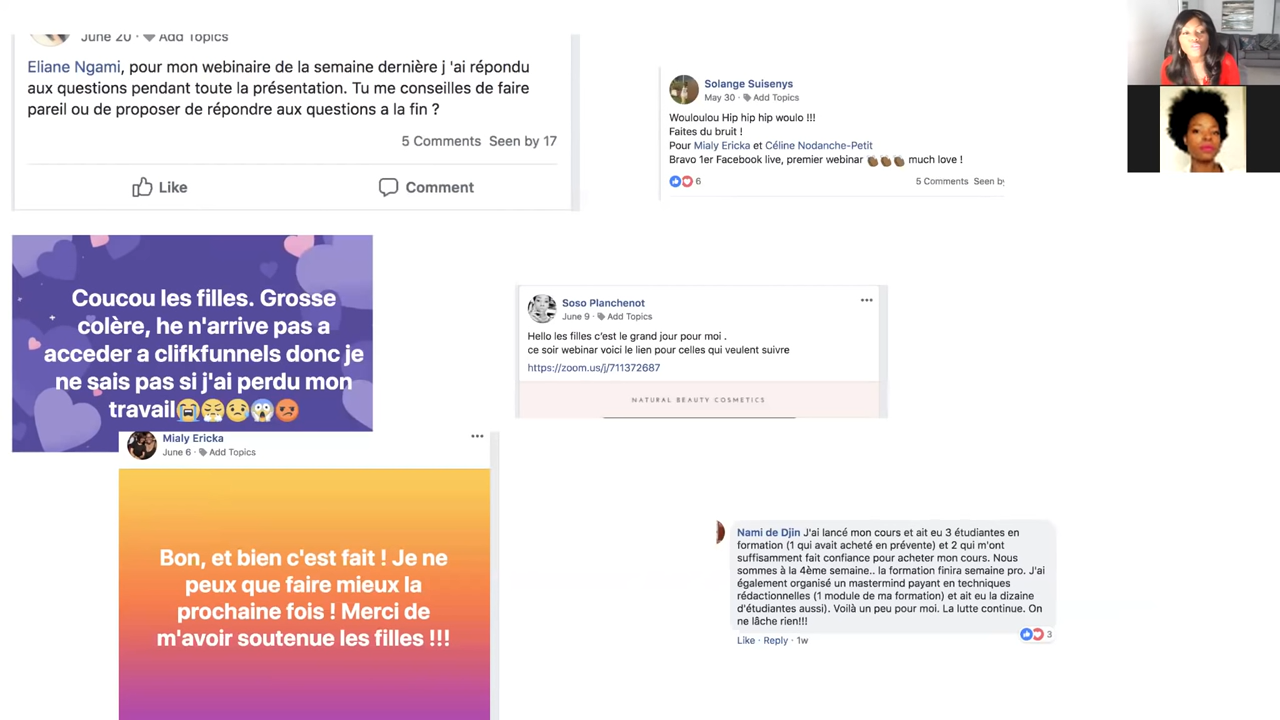 June 20 · Add Topics
Eliane Ngami, pour mon webinaire de la semaine dernière j 'ai répondu
aux questions pendant toute la présentation. Tu me conseilles de faire
pareil ou de proposer de répondre aux questions a la fin ?
5 Comments Seen by 17
Like Comment
Solange Suisenys
May 30 · Add Topics
Wouloulou Hip hip hip woulo !!!
Faites du bruit !
Pour Mialy Ericka et Céline Nodanche-Petit
Bravo 1er Facebook live, premier webinar 👏🏾👏🏾👏🏾 much love !
6
5 Comments Seen by
Coucou les filles. Grosse
colère, he n'arrive pas a
acceder a clifkfunnels donc je
ne sais pas si j'ai perdu mon
travail😭😤😢😱😡
Soso Planchenot
June 9 · Add Topics
Hello les filles c'est le grand jour pour moi .
ce soir webinar voici le lien pour celles qui veulent suivre
https://zoom.us/j/711372687
NATURAL BEAUTY COSMETICS
Mialy Ericka
June 6 · Add Topics
Bon, et bien c'est fait ! Je ne
peux que faire mieux la
prochaine fois ! Merci de
m'avoir soutenue les filles !!!
Nami de Djin J'ai lancé mon cours et ait eu 3 étudiantes en
formation (1 qui avait acheté en prévente) et 2 qui m'ont
suffisamment fait confiance pour acheter mon cours. Nous
sommes à la 4ème semaine.. la formation finira semaine pro. J'ai
également organisé un mastermind payant en techniques
rédactionnelles (1 module de ma formation) et ait eu la dizaine
d'étudiantes aussi). Voilà un peu pour moi. La lutte continue. On
ne lâche rien!!!
3
Like · Reply · 1w